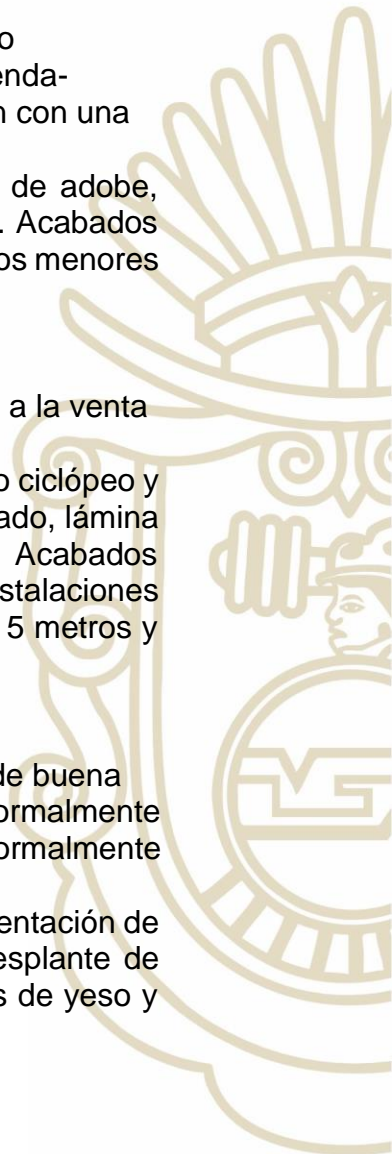 o
enda-
n con una
de adobe,
. Acabados
os menores
a la venta
o ciclópeo y
ado, lámina
Acabados
stalaciones
5 metros y
de buena
ormalmente
ormalmente
entación de
esplante de
s de yeso y